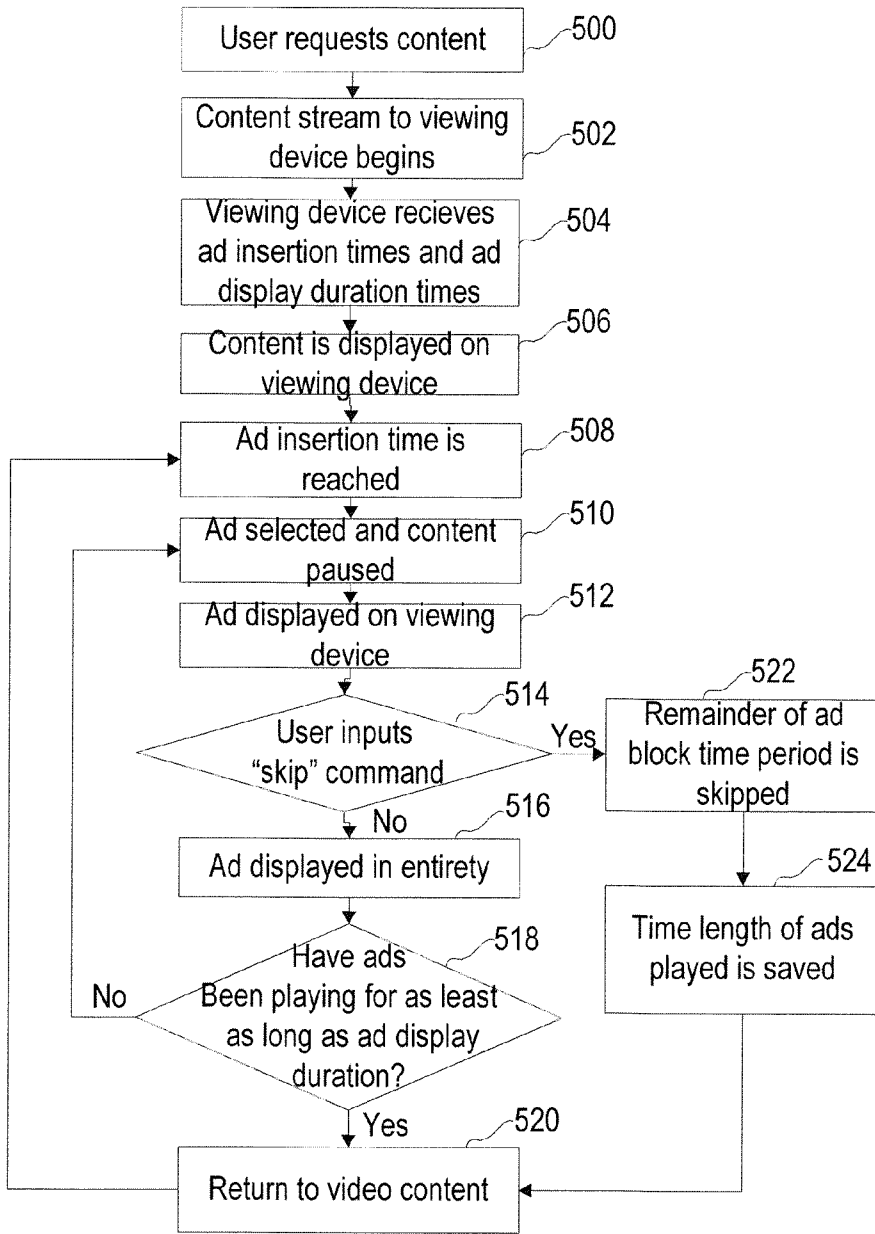 User requests content
500
Content stream to viewing
device begins
502
Viewing device recieves
ad insertion times and ad
display duration times
504
Content is displayed on
viewing device
506
Ad insertion time is
reached
508
Ad selected and content
paused
510
Ad displayed on viewing
device
512
User inputs
“skip” command
514
Yes
Remainder of ad
block time period is
skipped
522
No
Ad displayed in entirety
516
Time length of ads
played is saved
524
Have ads
Been playing for as least
as long as ad display
duration?
518
No
Yes
Return to video content
520